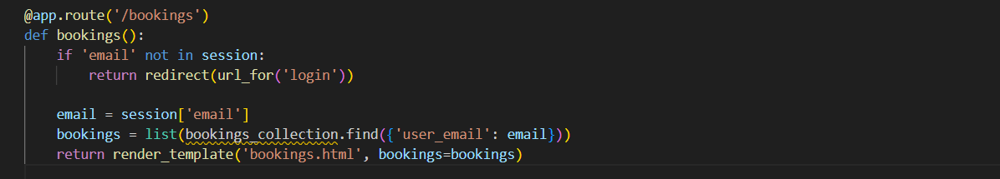 @app.route('/bookings')
def bookings():
    if 'email' not in session:
        return redirect(url_for('login'))

    email = session['email']
    bookings = list(bookings_collection.find({'user_email': email}))
    return render_template('bookings.html', bookings=bookings)